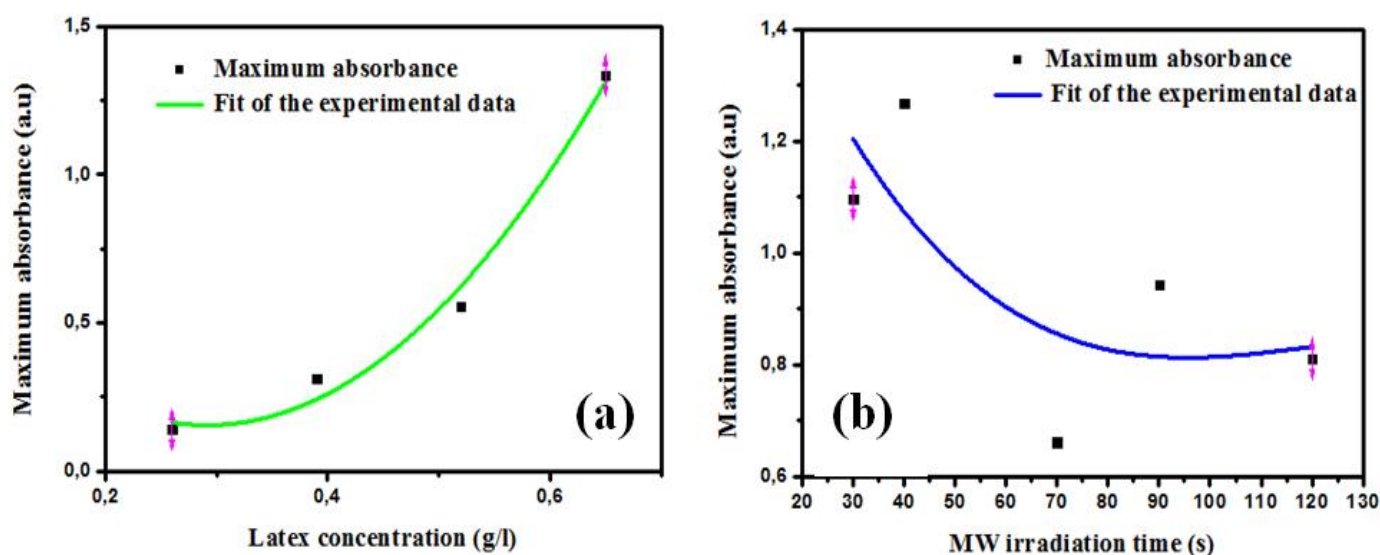 Maximum absorbance (a.u)
1,5
1,0
0,5
0,0
Maximum absorbance
Fit of the experimental data
(a)
0,2 0,4 0,6
Latex concentration (g/l)
Maximum absorbance (a.u)
1,4
1,2
1,0
0,8
0,6
Maximum absorbance
Fit of the experimental data
(b)
20 30 40 50 60 70 80 90 100 110 120 130
MW irradiation time (s)